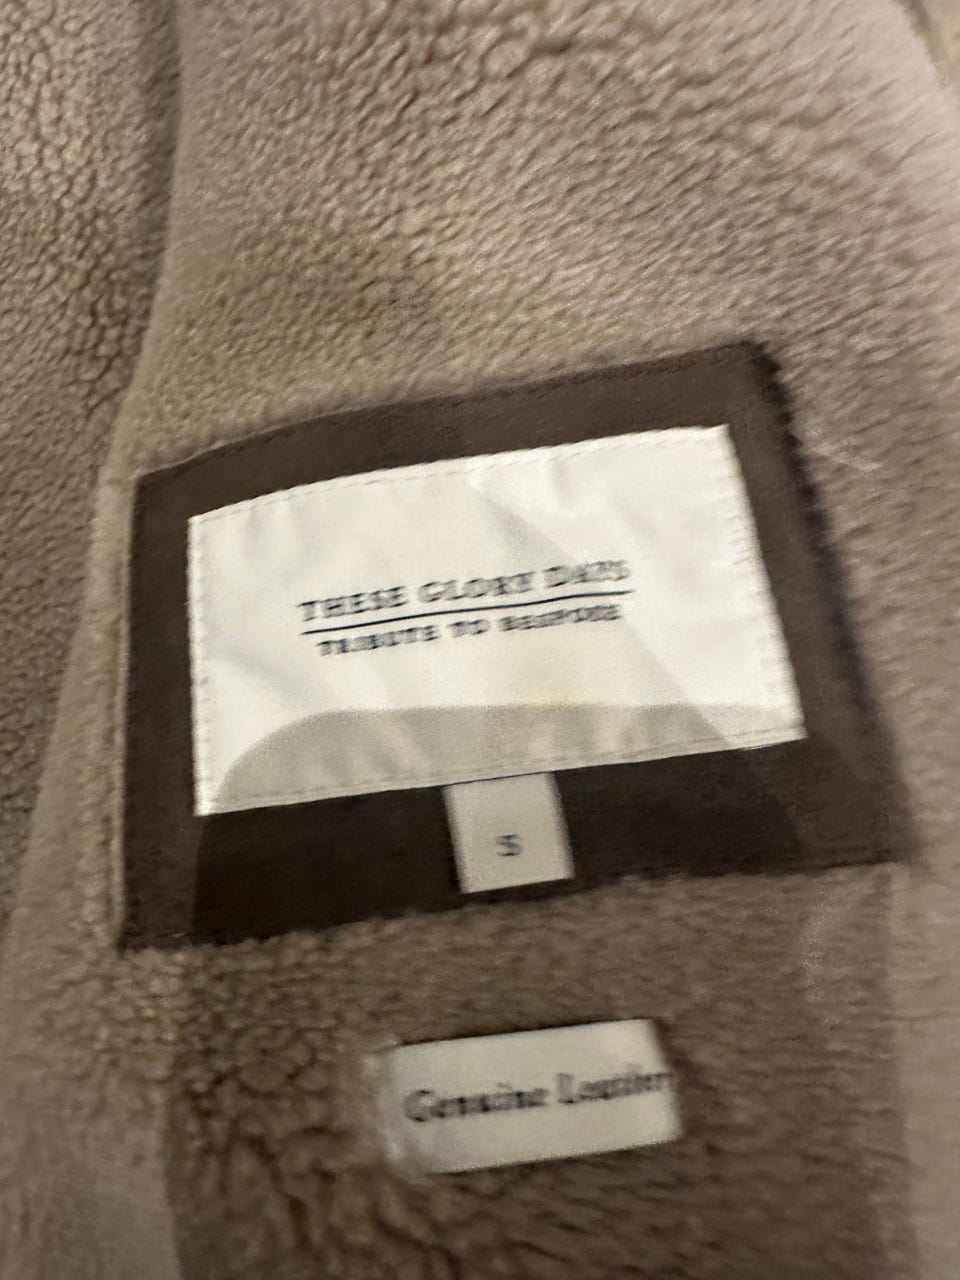 THESE GLORY DAYS
TRIBUTE TO BESPOKE
S
Genuine Leather